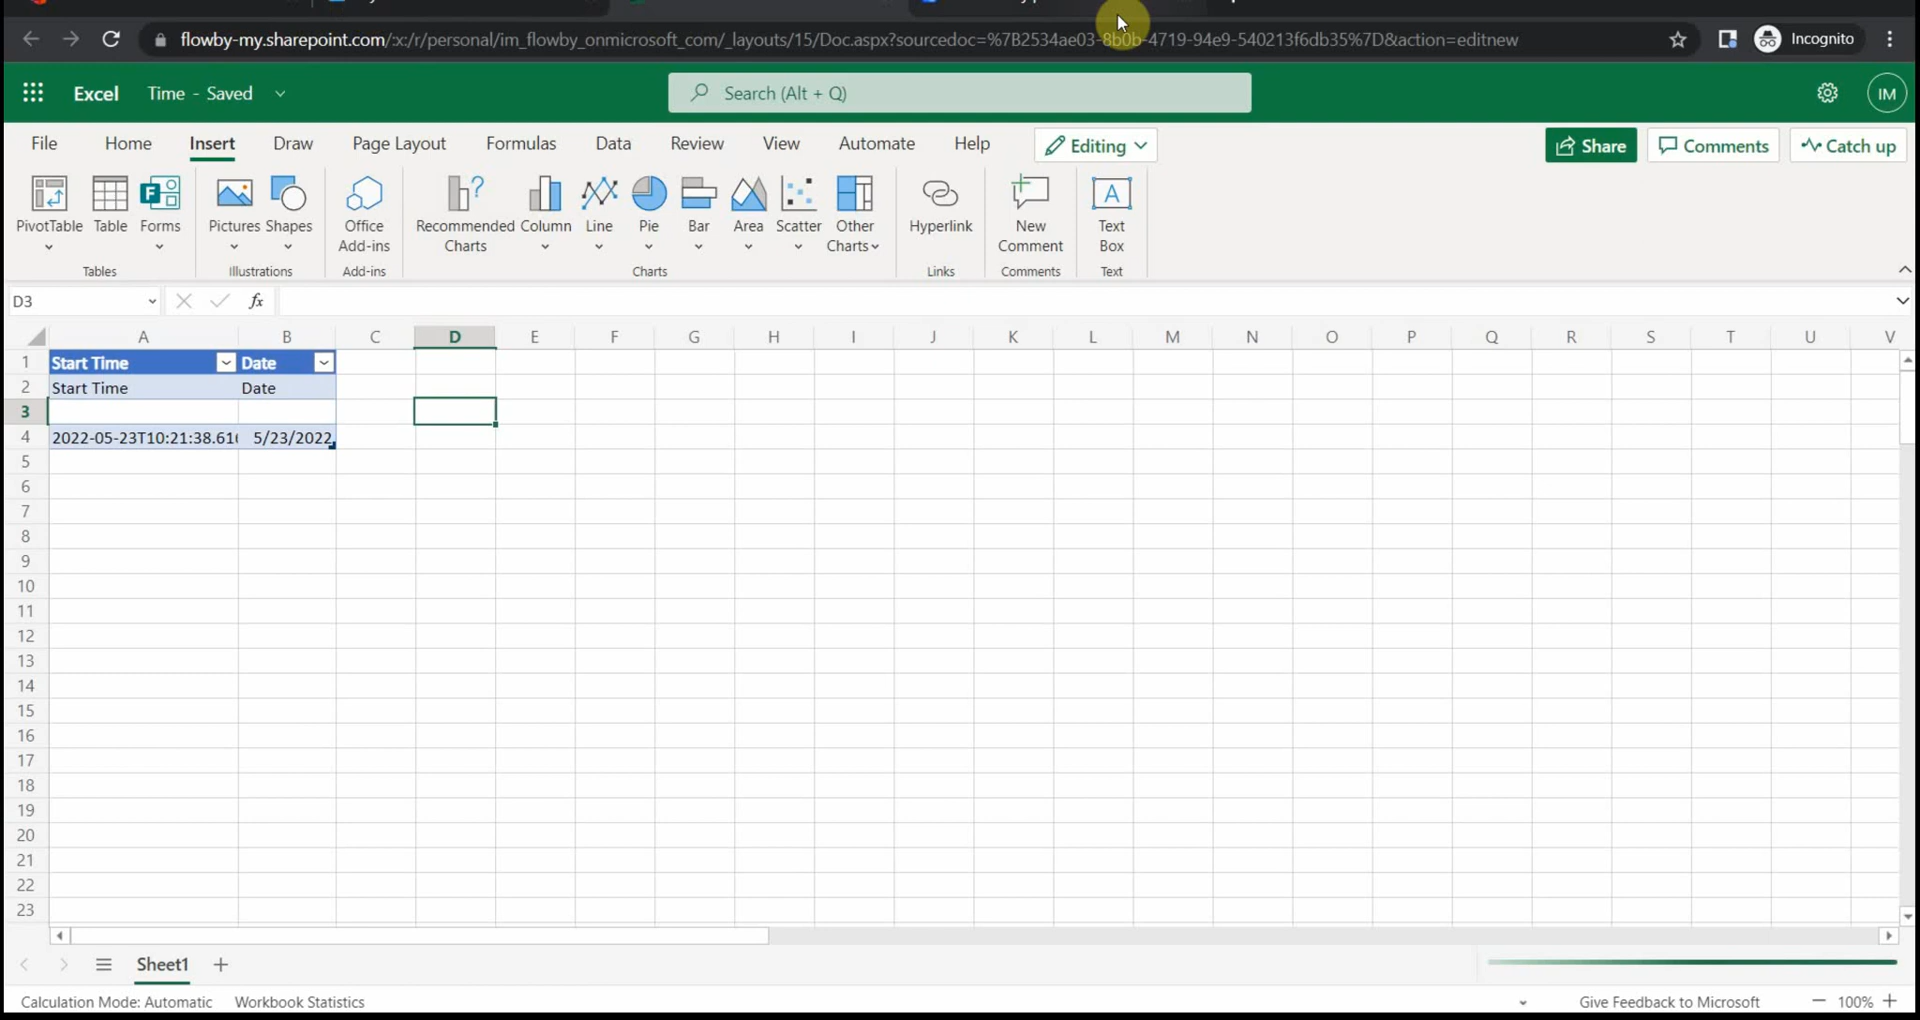 flowby-my.sharepoint.com/:x:/r/personal/im_flowby_onmicrosoft_com/_layouts/15/Doc.aspx?sourcedoc=%7B2534ae03-8b0b-4719-94e9-540213f6db35%7D&action=editnew
Incognito
Excel
Time - Saved
Search (Alt + Q)
IM
File Home Insert Draw Page Layout Formulas Data Review View Automate Help Editing
Share Comments Catch up
PivotTable Table Forms Pictures Shapes Office Add-ins Recommended Charts Column Line Pie Bar Area Scatter Other Charts Hyperlink New Comment Text Box
Tables Illustrations Add-ins Charts Links Comments Text
D3 fx
A B C D E F G H I J K L M N O P Q R S T U V
1 Start Time Date
2 Start Time Date
3
4 2022-05-23T10:21:38.61 5/23/2022
5
6
7
8
9
10
11
12
13
14
15
16
17
18
19
20
21
22
23
Sheet1
Calculation Mode: Automatic Workbook Statistics Give Feedback to Microsoft 100%